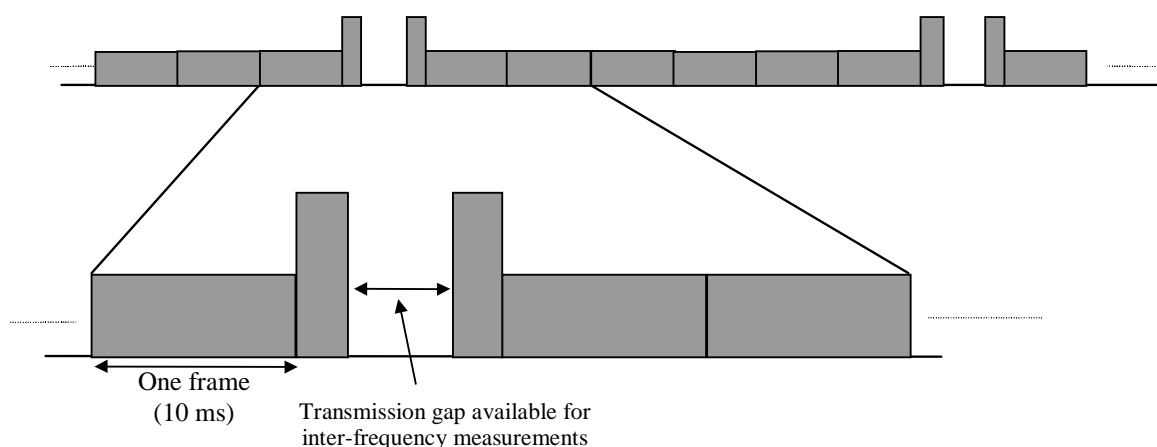 One frame
(10 ms)
Transmission gap available for
inter-frequency measurements